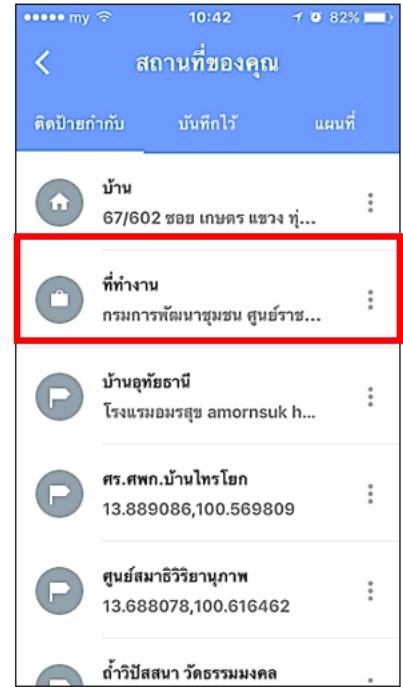 my 10:42 82%
สถานที่ของคุณ
ติดป้ายกำกับ บันทึกไว้ แผนที่
บ้าน
67/602 ซอย เกษตร แขวง ทุ่...
ที่ทำงาน
กรมการพัฒนาชุมชน ศูนย์ราช...
บ้านอุทัยธานี
โรงแรมอมรสุข amornsuk h...
ศร.ศพก.บ้านไทรโยก
13.889086,100.569809
ศูนย์สมาธิวิริยานุภาพ
13.688078,100.616462
ถ้ำวิปัสสนา วัดธรรมมงคล